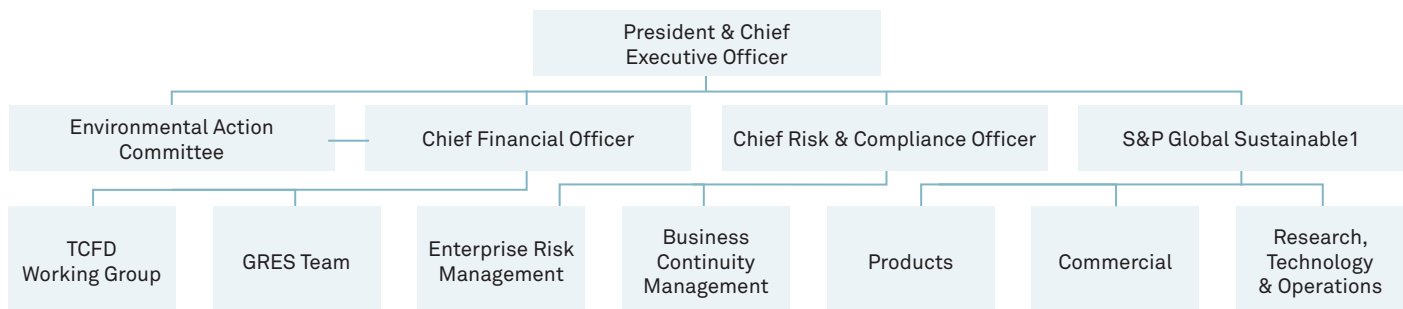 President & Chief
Executive Officer
Environmental Action
Committee
Chief Financial Officer
Chief Risk & Compliance Officer
S&P Global Sustainable1
TCFD
Working Group
GRES Team
Enterprise Risk
Management
Business
Continuity
Management
Products
Commercial
Research,
Technology
& Operations